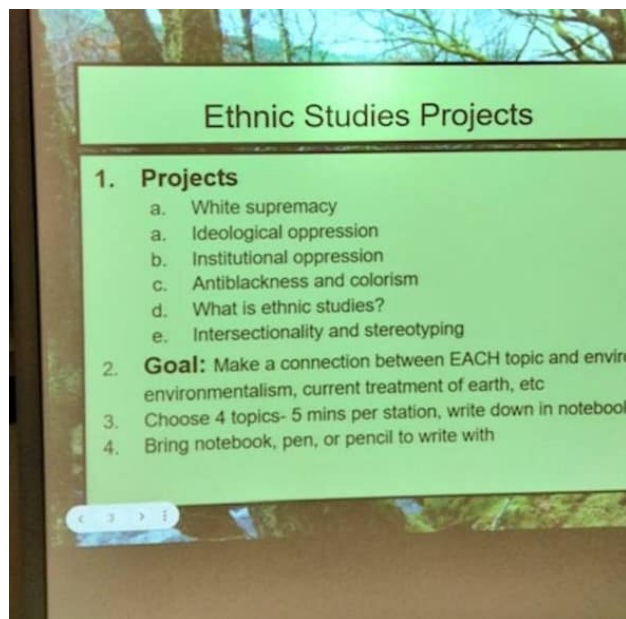 Ethnic Studies Projects
1. Projects
a. White supremacy
a. Ideological oppression
b. Institutional oppression
c. Antiblackness and colorism
d. What is ethnic studies?
e. Intersectionality and stereotyping
2. Goal: Make a connection between EACH topic and
environmentalism, current treatment of earth, etc
3. Choose 4 topics- 5 mins per station, write down in
4. Bring notebook, pen, or pencil to write with
3